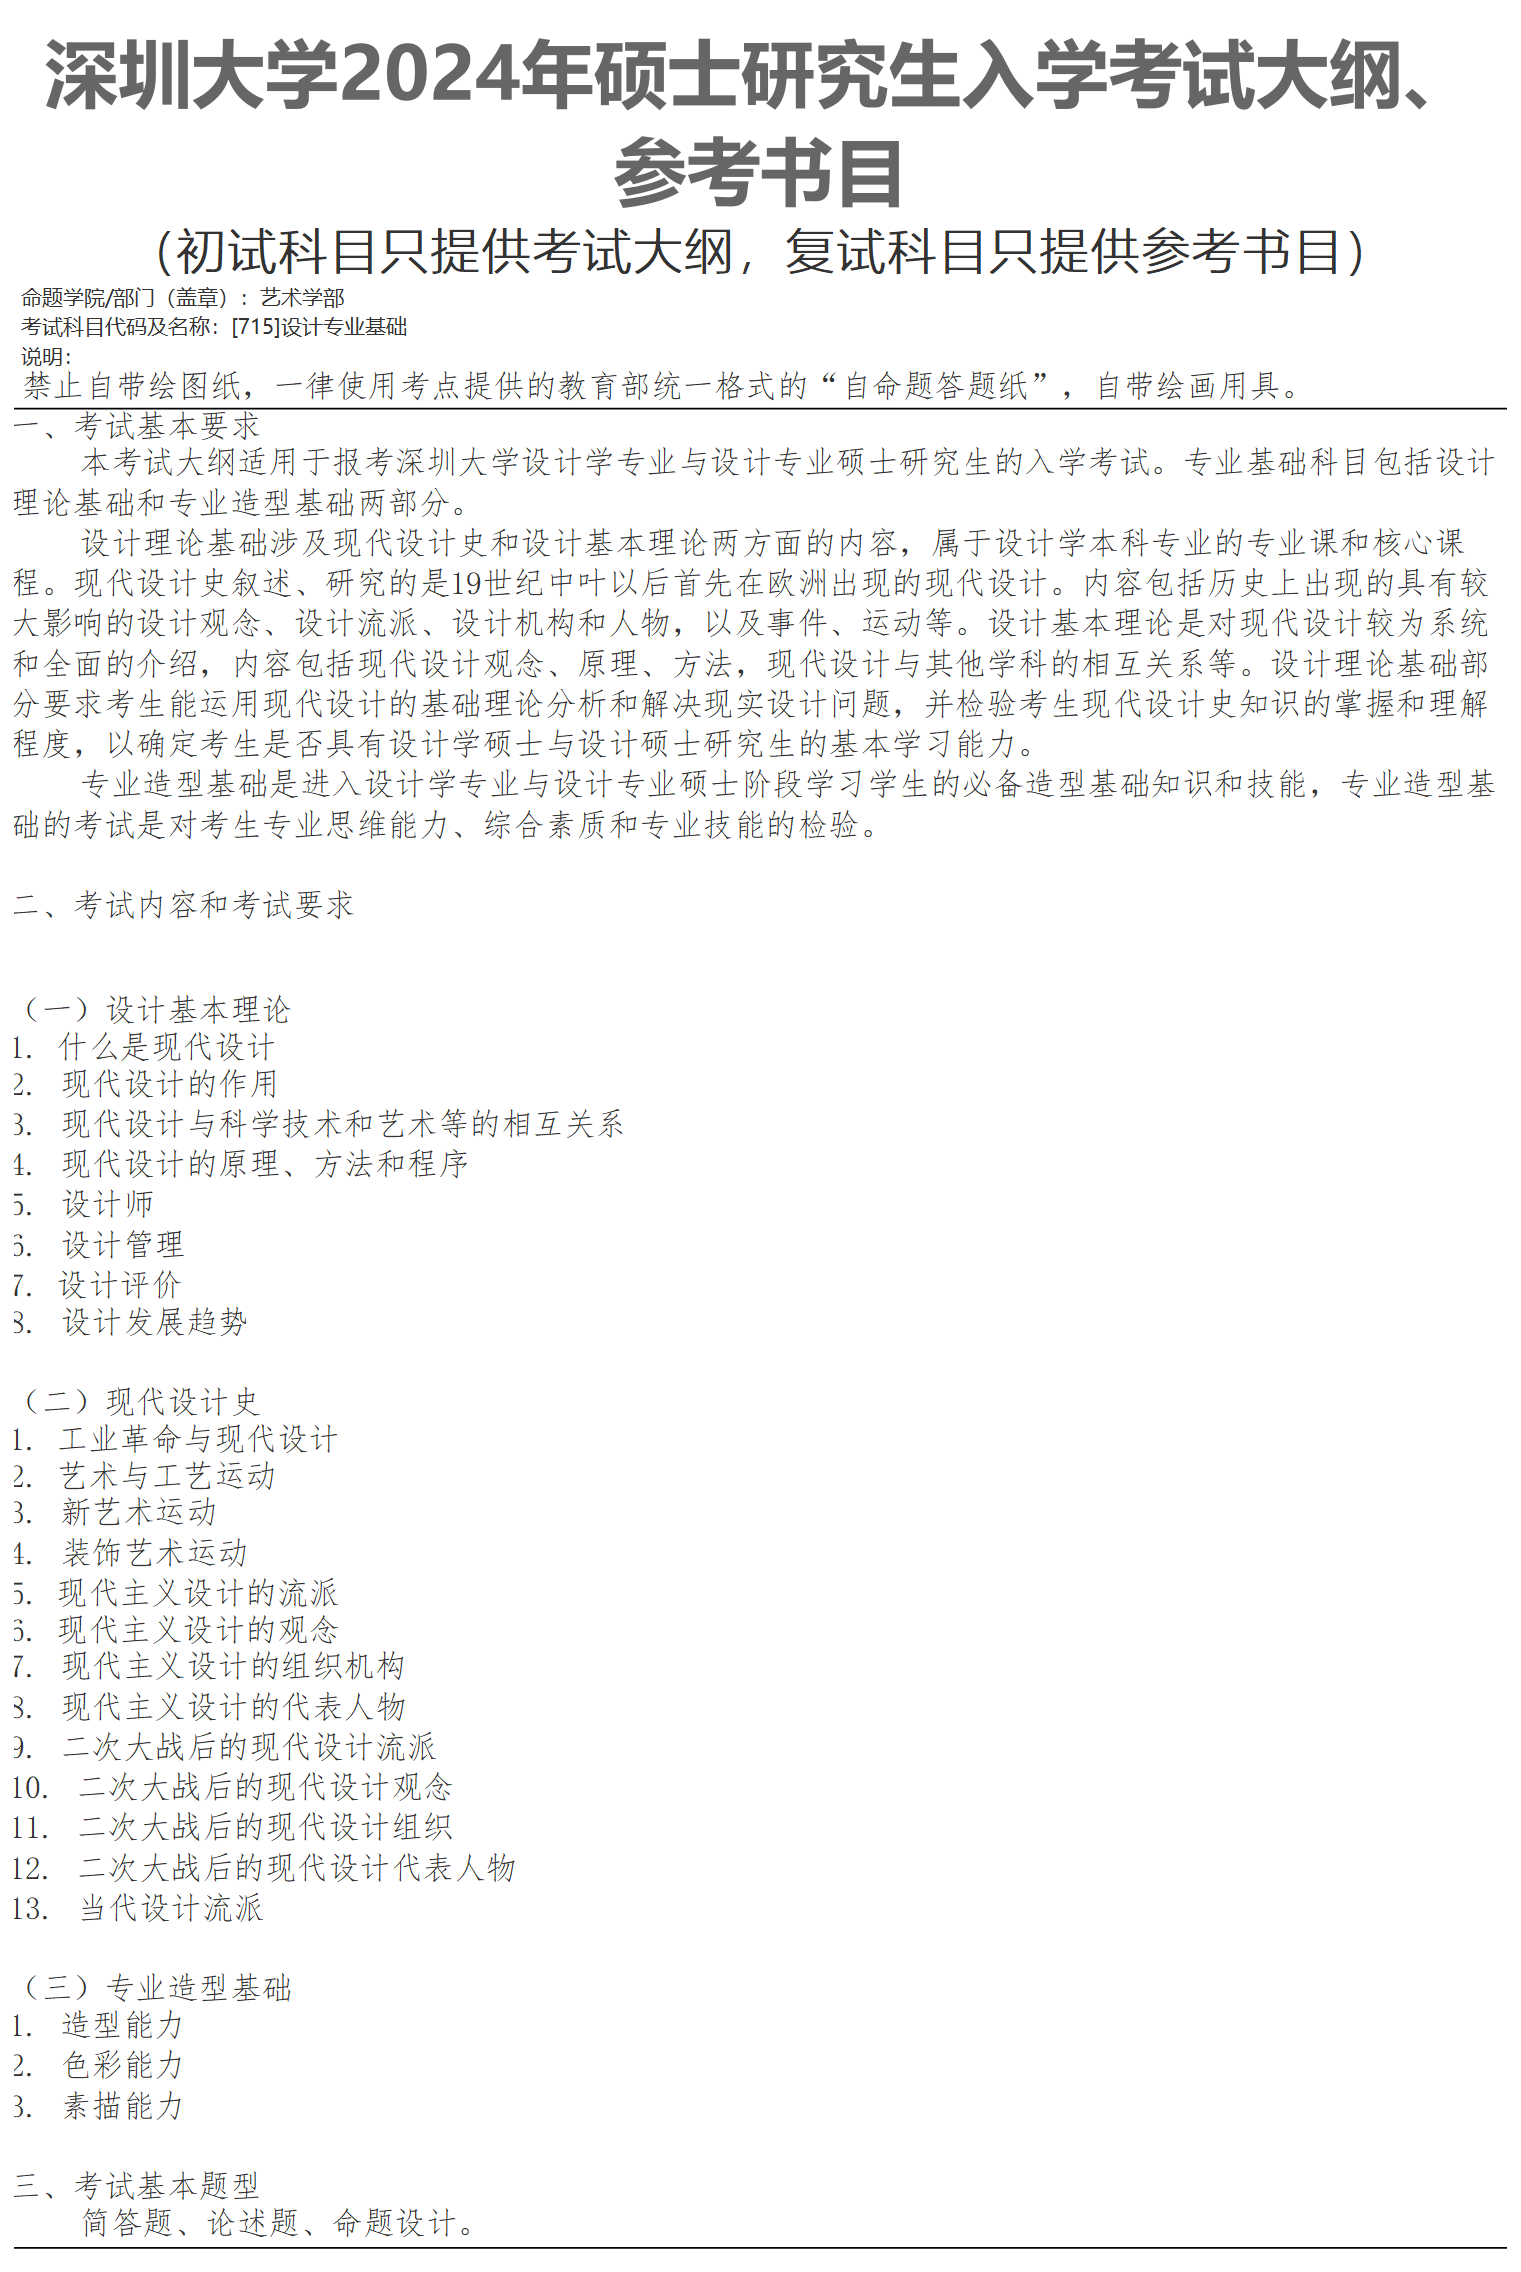 深圳大学2024年硕士研究生入学考试大纲、
参考书目
（初试科目只提供考试大纲，复试科目只提供参考书目）
命题学院/部门（盖章）：艺术学部
考试科目代码及名称：[715]设计专业基础
说明：
禁止自带绘图纸，一律使用考点提供的教育部统一格式的“自命题答题纸”，自带绘画用具。
一、考试基本要求
本考试大纲适用于报考深圳大学设计学专业与设计专业硕士研究生的入学考试。专业基础科目包括设计
理论基础和专业造型基础两部分。
设计理论基础涉及现代设计史和设计基本理论两方面的内容，属于设计学本科专业的专业课和核心课
程。现代设计史叙述、研究的是19世纪中叶以后首先在欧洲出现的现代设计。内容包括历史上出现的具有较
大影响的设计观念、设计流派、设计机构和人物，以及事件、运动等。设计基本理论是对现代设计较为系统
和全面的介绍，内容包括现代设计观念、原理、方法，现代设计与其他学科的相互关系等。设计理论基础部
分要求考生能运用现代设计的基础理论分析和解决现实设计问题，并检验考生现代设计史知识的掌握和理解
程度，以确定考生是否具有设计学硕士与设计硕士研究生的基本学习能力。
专业造型基础是进入设计学专业与设计专业硕士阶段学习学生的必备造型基础知识和技能，专业造型基
础的考试是对考生专业思维能力、综合素质和专业技能的检验。
二、考试内容和考试要求
（一）设计基本理论
1. 什么是现代设计
2. 现代设计的作用
3. 现代设计与科学技术和艺术等的相互关系
4. 现代设计的原理、方法和程序
5. 设计师
6. 设计管理
7. 设计评价
8. 设计发展趋势
（二）现代设计史
1. 工业革命与现代设计
2. 艺术与工艺运动
3. 新艺术运动
4. 装饰艺术运动
5. 现代主义设计的流派
6. 现代主义设计的观念
7. 现代主义设计的组织机构
8. 现代主义设计的代表人物
9. 二次大战后的现代设计流派
10. 二次大战后的现代设计观念
11. 二次大战后的现代设计组织
12. 二次大战后的现代设计代表人物
13. 当代设计流派
（三）专业造型基础
1. 造型能力
2. 色彩能力
3. 素描能力
三、考试基本题型
简答题、论述题、命题设计。